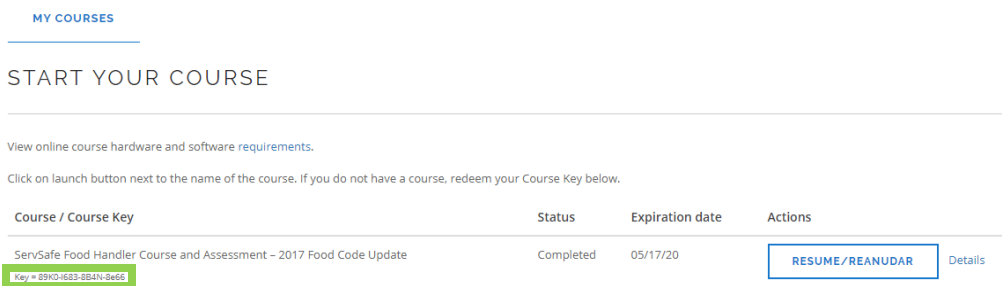 MY COURSES
START YOUR COURSE
View online course hardware and software requirements.
Click on launch button next to the name of the course. If you do not have a course, redeem your Course Key below.
Course / Course Key Status Expiration date Actions
ServSafe Food Handler Course and Assessment – 2017 Food Code Update Completed 05/17/20 RESUME/REANUDAR Details
Key = 89K0-I683-8B4N-8e66